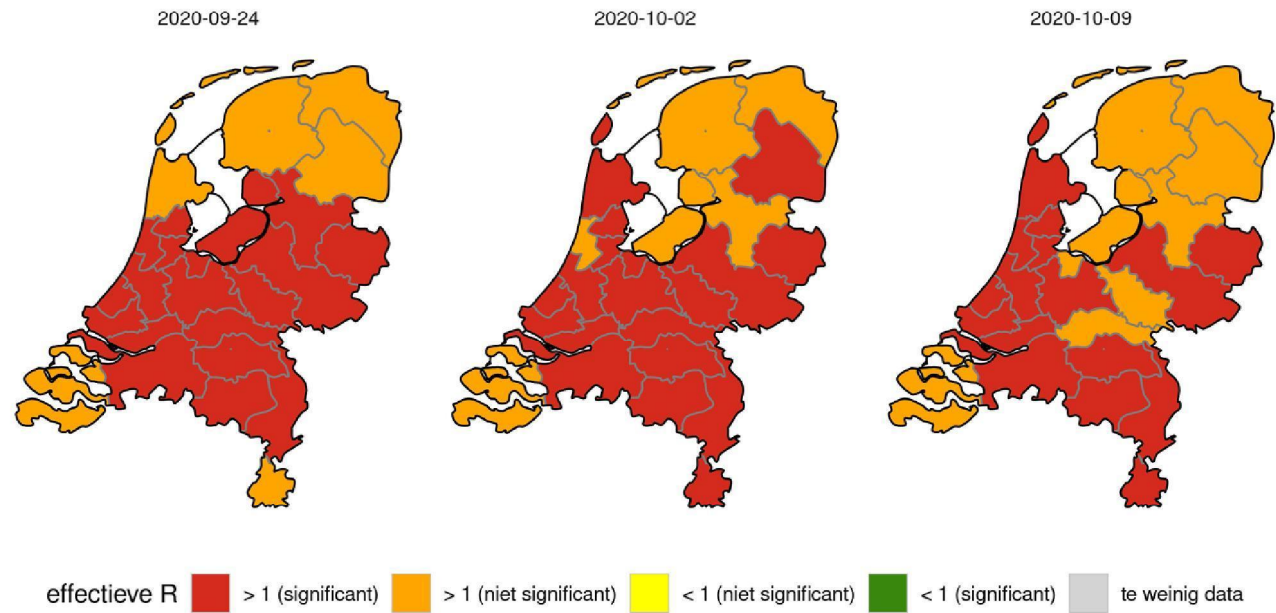 2020-09-24 2020-10-02 2020-10-09
effectieve R > 1 (significant) > 1 (niet significant) < 1 (niet significant) < 1 (significant) te weinig data